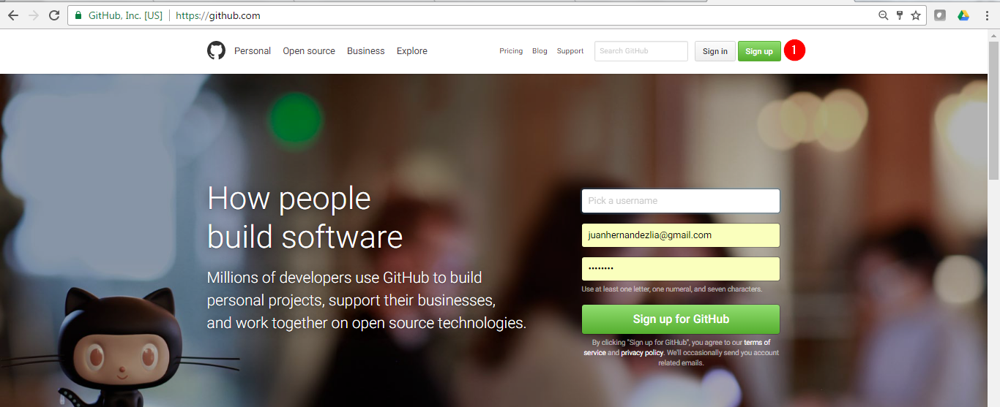 GitHub, Inc. [US] https://github.com
Personal Open source Business Explore Pricing Blog Support Search GitHub Sign in Sign up 1
How people
build software
Millions of developers use GitHub to build
personal projects, support their businesses,
and work together on open source technologies.
Pick a username
juanhernandezlia@gmail.com
••••••••
Use at least one letter, one numeral, and seven characters.
Sign up for GitHub
By clicking "Sign up for GitHub", you agree to our terms of
service and privacy policy. We'll occasionally send you account
related emails.